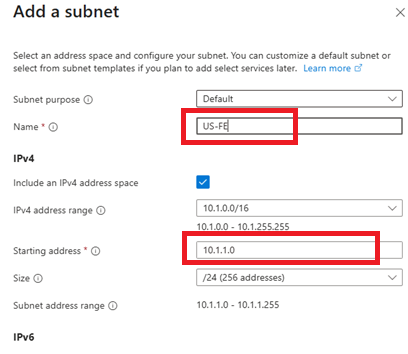 Add a subnet
Select an address space and configure your subnet. You can customize a default subnet or
select from subnet templates if you plan to add select services later. Learn more
Subnet purpose
Default
Name *
US-FE
IPv4
Include an IPv4 address space
IPv4 address range
10.1.0.0/16
10.1.0.0 - 10.1.255.255
Starting address *
10.1.1.0
Size
/24 (256 addresses)
Subnet address range
10.1.1.0 - 10.1.1.255
IPv6